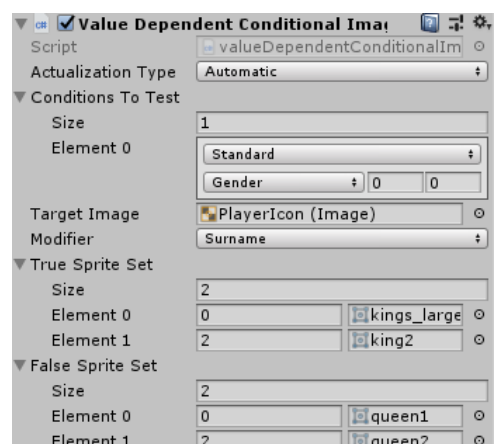 Value Dependent Conditional Imag
Script valueDependentConditionalIm
Actualization Type Automatic
Conditions To Test
Size 1
Element 0 Standard
Gender 0 0
Target Image PlayerIcon (Image)
Modifier Surname
True Sprite Set
Size 2
Element 0 0 kings_large
Element 1 2 king2
False Sprite Set
Size 2
Element 0 0 queen1
Element 1 2 queen2